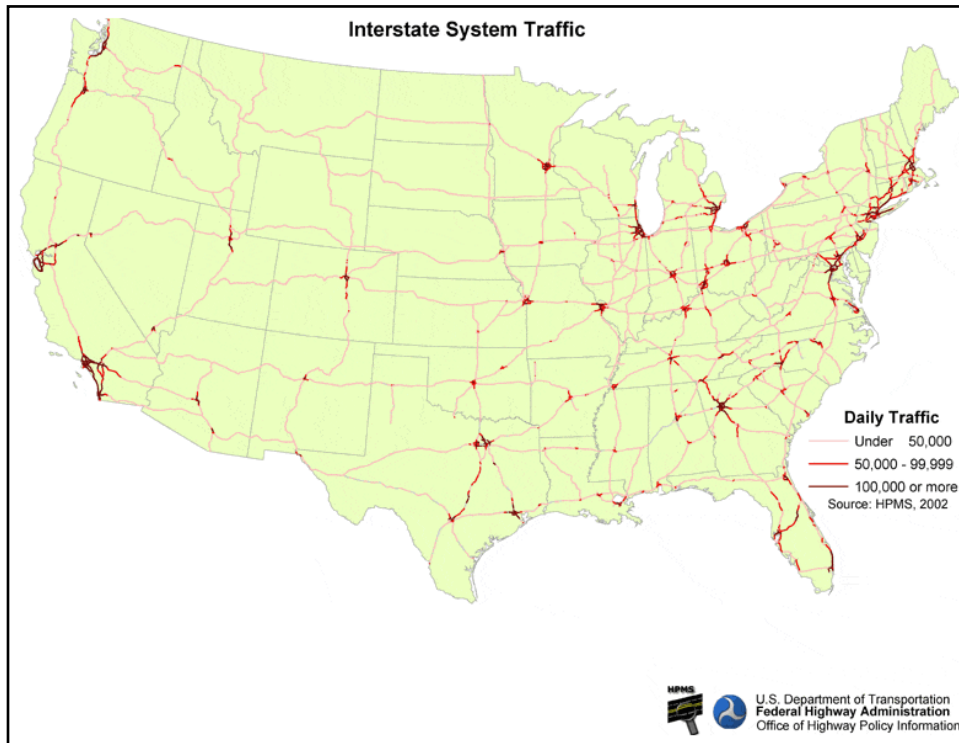 Interstate System Traffic
Daily Traffic
Under 50,000
50,000 - 99,999
100,000 or more
Source: HPMS, 2002
HPMS
U.S. Department of Transportation
Federal Highway Administration
Office of Highway Policy Information